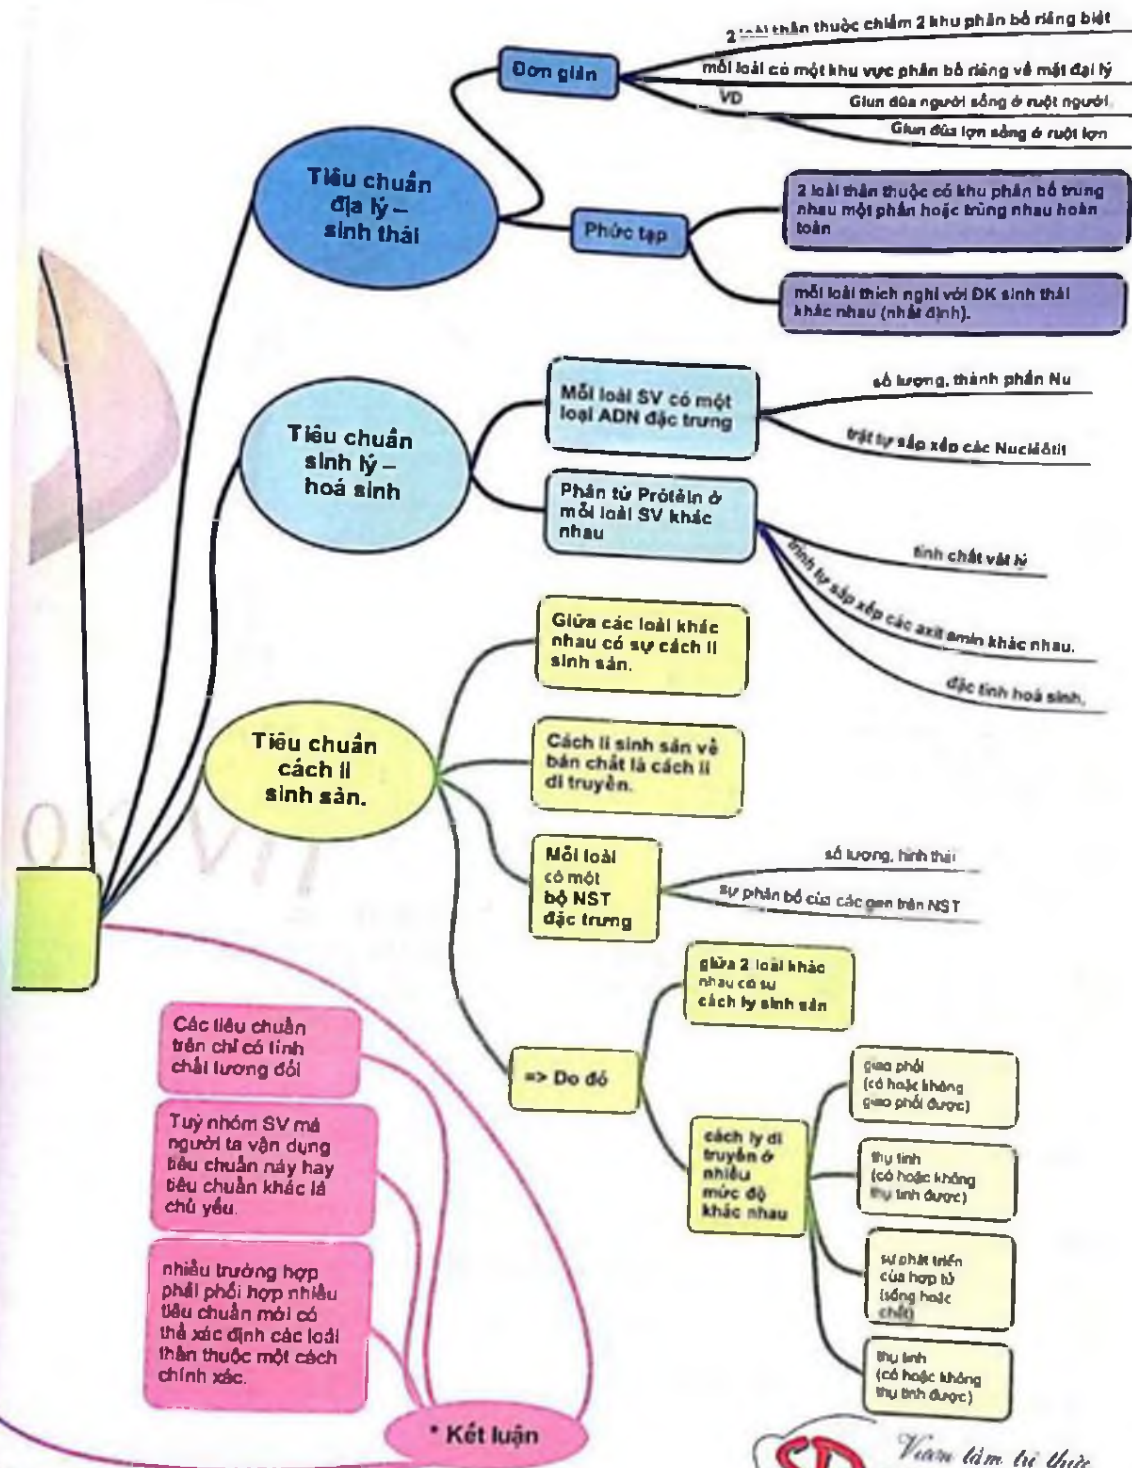 2 loài thân thuộc chiếm 2 khu phân bố riêng biệt
Đơn giản
mỗi loài có một khu vực phân bố riêng về mặt đại lý
VD
Giun đũa người sống ở ruột người
Giun đũa lợn sống ở ruột lợn
Tiêu chuẩn
địa lý –
sinh thái
2 loài thân thuộc có khu phân bố trung
nhau một phần hoặc trùng nhau hoàn
toàn
Phức tạp
mỗi loài thích nghi với ĐK sinh thái
khác nhau (nhất định).
Tiêu chuẩn
sinh lý –
hoá sinh
Mỗi loài SV có một
loại ADN đặc trưng
số lượng, thành phần Nu
trật tự sắp xếp các Nuclêôtit
Phân tử Prôtêin ở
mỗi loài SV khác
nhau
tính chất vật lý
trình tự sắp xếp các axit amin khác nhau.
đặc tính hoá sinh.
Tiêu chuẩn
cách li
sinh sản.
Giữa các loài khác
nhau có sự cách li
sinh sản.
Cách li sinh sản về
bản chất là cách li
di truyền.
Mỗi loài
có một
bộ NST
đặc trưng
số lượng, hình thái
sự phân bố của các gen trên NST
=> Do đó
giữa 2 loài khác
nhau có sự
cách ly sinh sản
cách ly di
truyền ở
nhiều
mức độ
khác nhau
giao phối
(có hoặc không
giao phối được)
thụ tinh
(có hoặc không
thụ tinh được)
sự phát triển
của hợp tử
(sống hoặc
chết)
thụ tinh
(có hoặc không
thụ tinh được)
Các tiêu chuẩn
trên chỉ có tính
chất tương đối
Tuỳ nhóm SV mà
người ta vận dụng
tiêu chuẩn này hay
tiêu chuẩn khác là
chủ yếu.
nhiều trường hợp
phải phối hợp nhiều
tiêu chuẩn mới có
thể xác định các loài
thân thuộc một cách
chính xác.
* Kết luận
Vươn tầm tri thức